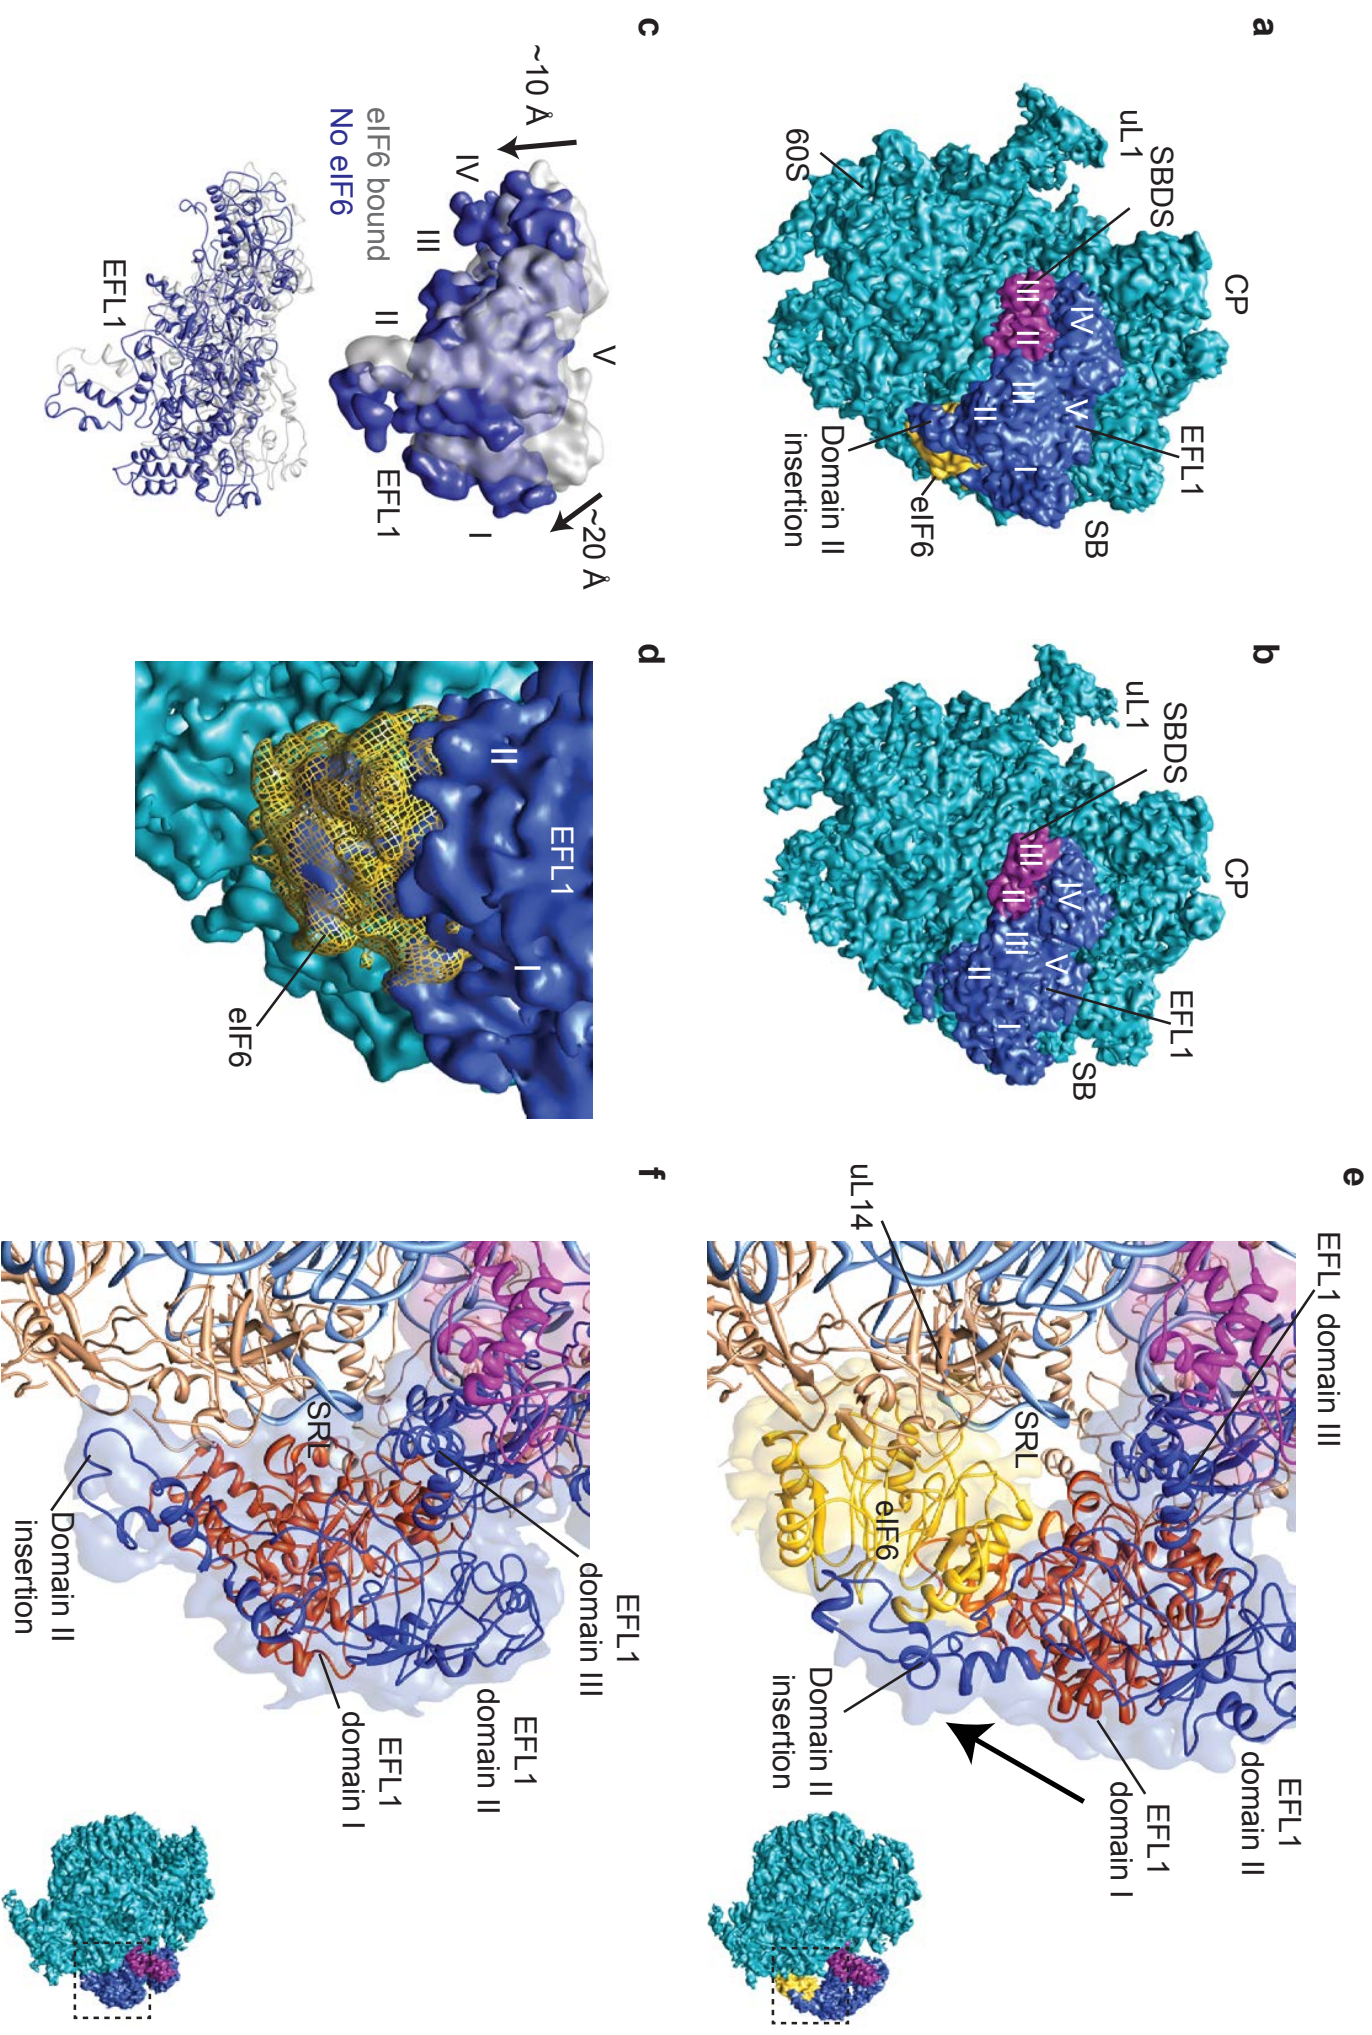 a
uL1
SBDS
CP
60S
III
II
IV
III
II
V
I
EFL1
SB
Domain II
insertion
eIF6
b
uL1
SBDS
CP
III
II
IV
III
II
V
I
EFL1
SB
c
~10 Å
~20 Å
IV
III
II
V
I
EFL1
eIF6 bound
No eIF6
EFL1
d
II
EFL1
I
eIF6
e
EFL1 domain III
uL14
SRL
eIF6
Domain II
insertion
EFL1
domain I
EFL1
domain II
f
SRL
Domain II
insertion
EFL1
domain III
EFL1
domain II
EFL1
domain I